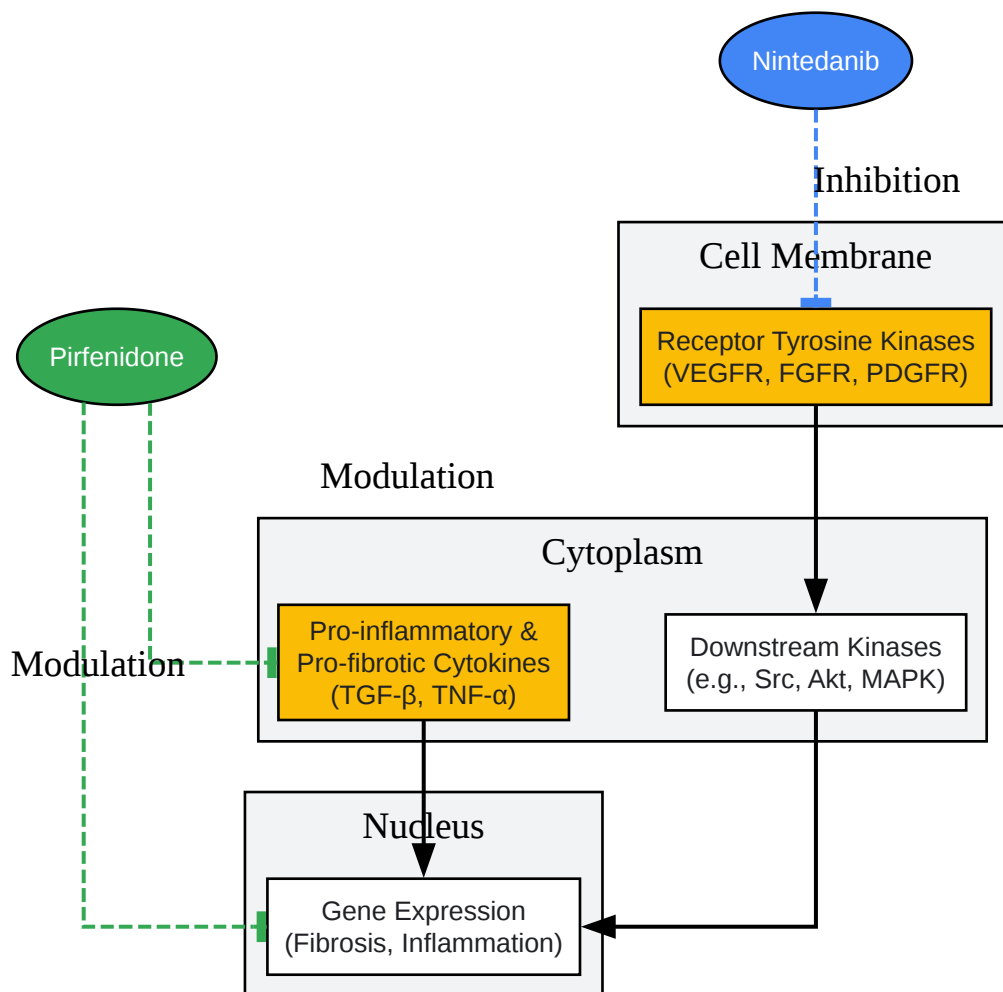 Nintedanib
Inhibition
Cell Membrane
Receptor Tyrosine Kinases
(VEGFR, FGFR, PDGFR)
Pirfenidone
Modulation
Cytoplasm
Pro-inflammatory &
Pro-fibrotic Cytokines
(TGF-β, TNF-α)
Downstream Kinases
(e.g., Src, Akt, MAPK)
Modulation
Nucleus
Gene Expression
(Fibrosis, Inflammation)